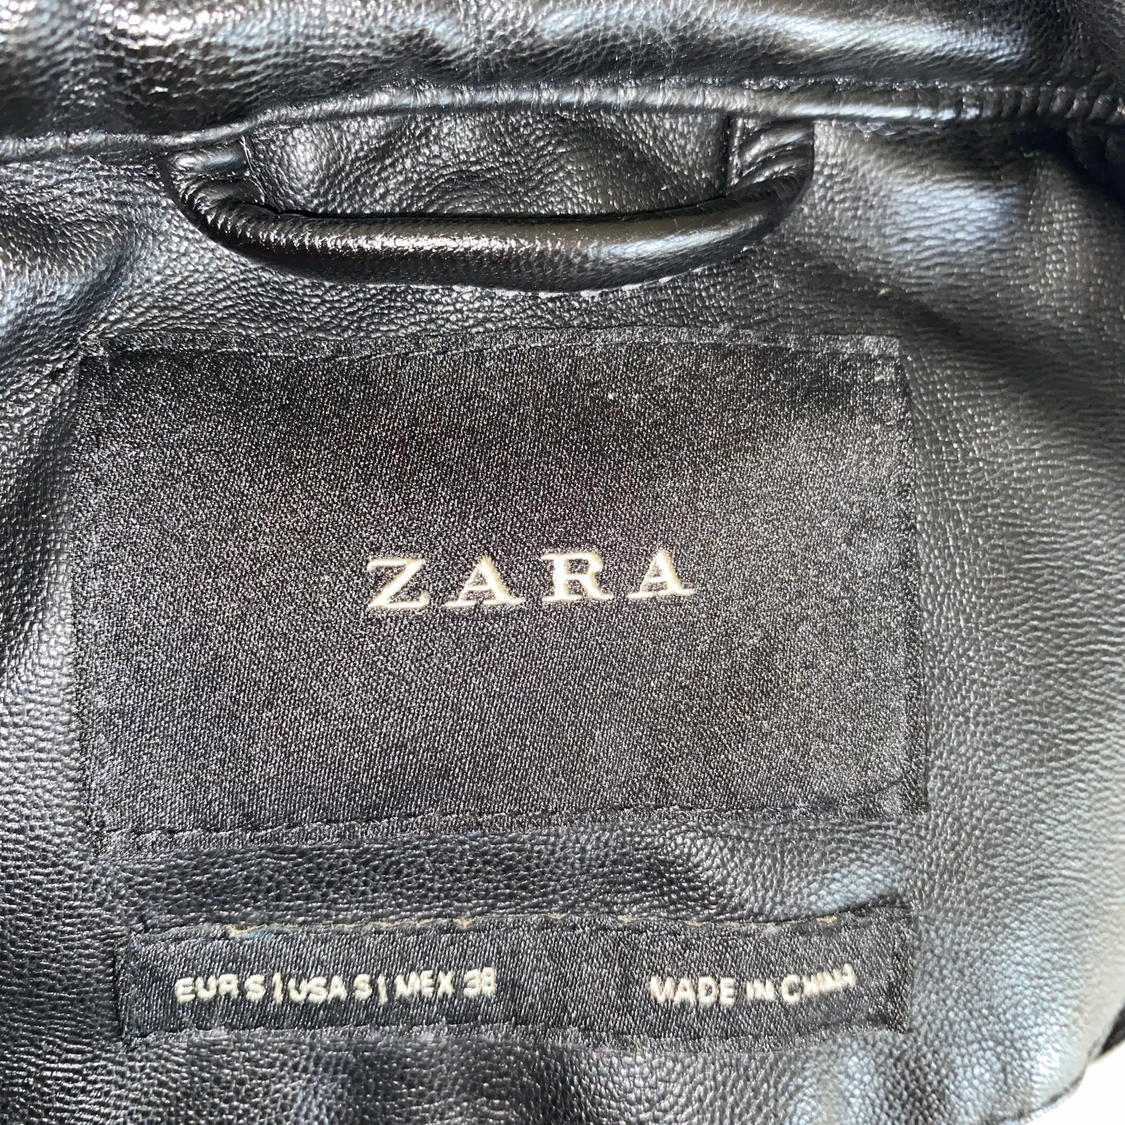 ZARA
EUR S | USA S | MEX 38 MADE IN CHINA